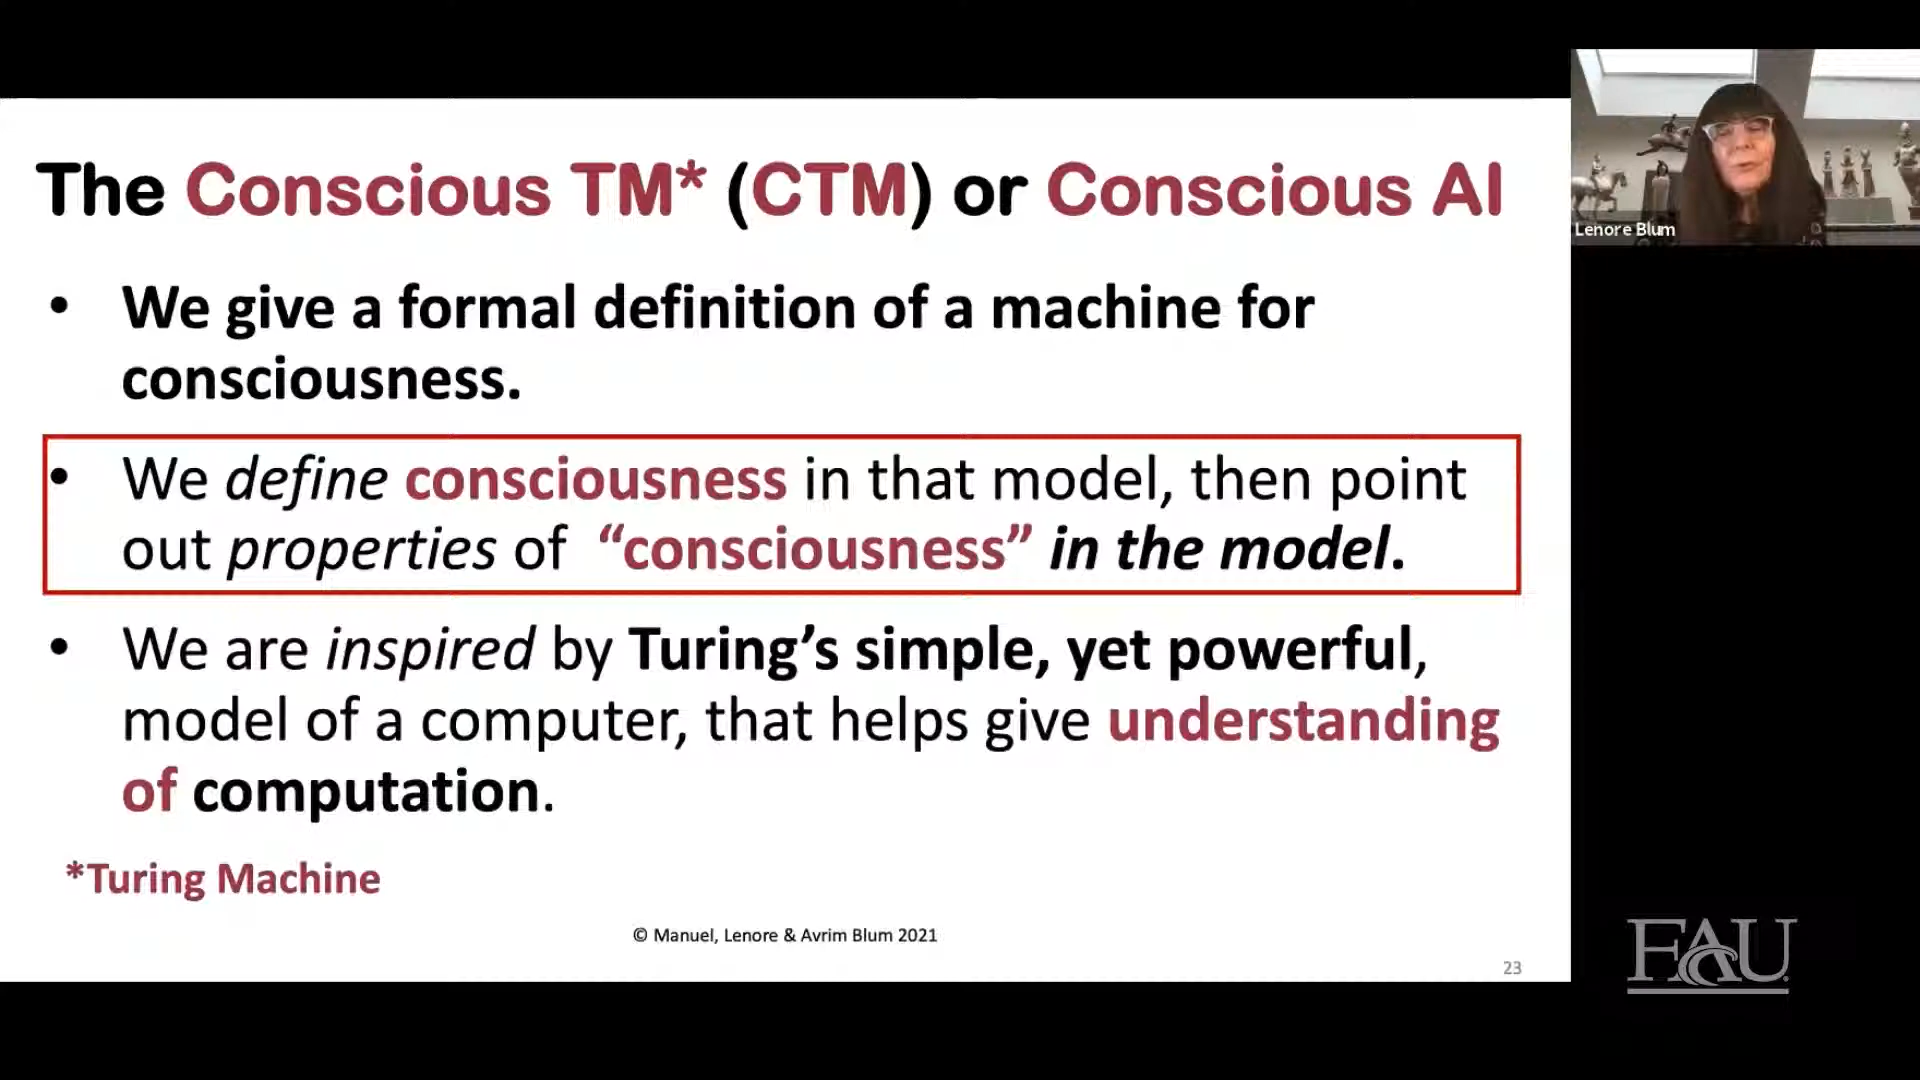 The Conscious TM* (CTM) or Conscious AI
• We give a formal definition of a machine for
consciousness.
• We define consciousness in that model, then point
out properties of “consciousness” in the model.
• We are inspired by Turing’s simple, yet powerful,
model of a computer, that helps give understanding
of computation.
*Turing Machine
© Manuel, Lenore & Avrim Blum 2021
23
Lenore Blum
FAU